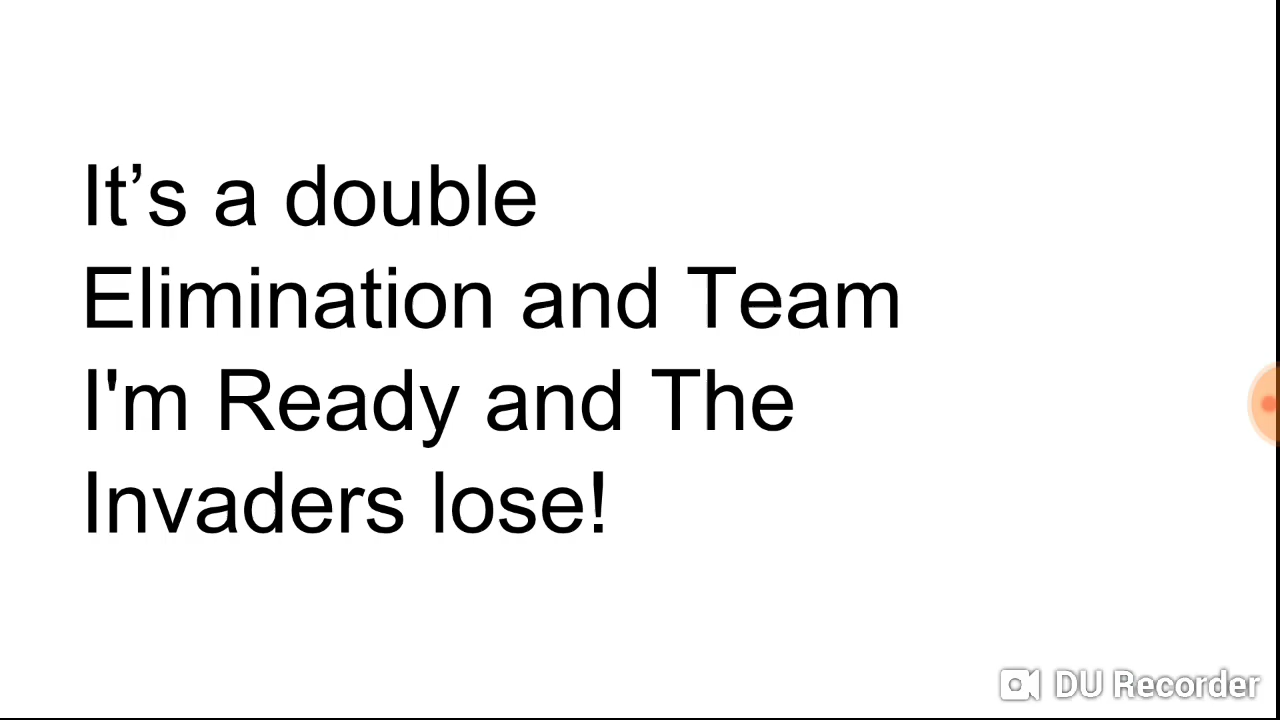 It’s a double
Elimination and Team
I'm Ready and The
Invaders lose!
DU Recorder